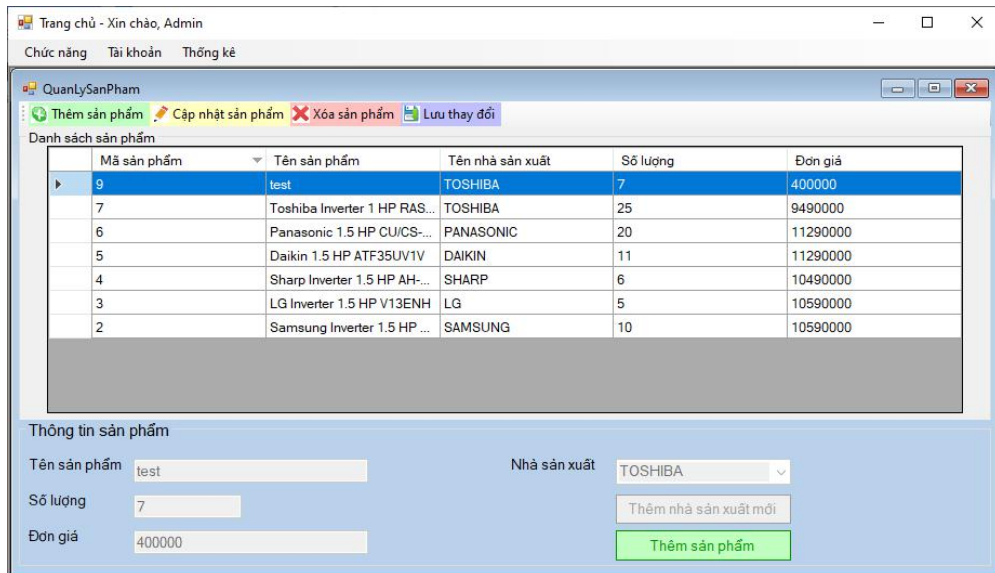 Trang chủ - Xin chào, Admin
Chức năng Tài khoản Thống kê
QuanLySanPham
Thêm sản phẩm Cập nhật sản phẩm Xóa sản phẩm Lưu thay đổi
Danh sách sản phẩm
Mã sản phẩm Tên sản phẩm Tên nhà sản xuất Số lượng Đơn giá
9 test TOSHIBA 7 400000
7 Toshiba Inverter 1 HP RAS... TOSHIBA 25 9490000
6 Panasonic 1.5 HP CU/CS-... PANASONIC 20 11290000
5 Daikin 1.5 HP ATF35UV1V DAIKIN 11 11290000
4 Sharp Inverter 1.5 HP AH-... SHARP 6 10490000
3 LG Inverter 1.5 HP V13ENH LG 5 10590000
2 Samsung Inverter 1.5 HP ... SAMSUNG 10 10590000
Thông tin sản phẩm
Tên sản phẩm test Nhà sản xuất TOSHIBA
Số lượng 7 Thêm nhà sản xuất mới
Đơn giá 400000 Thêm sản phẩm